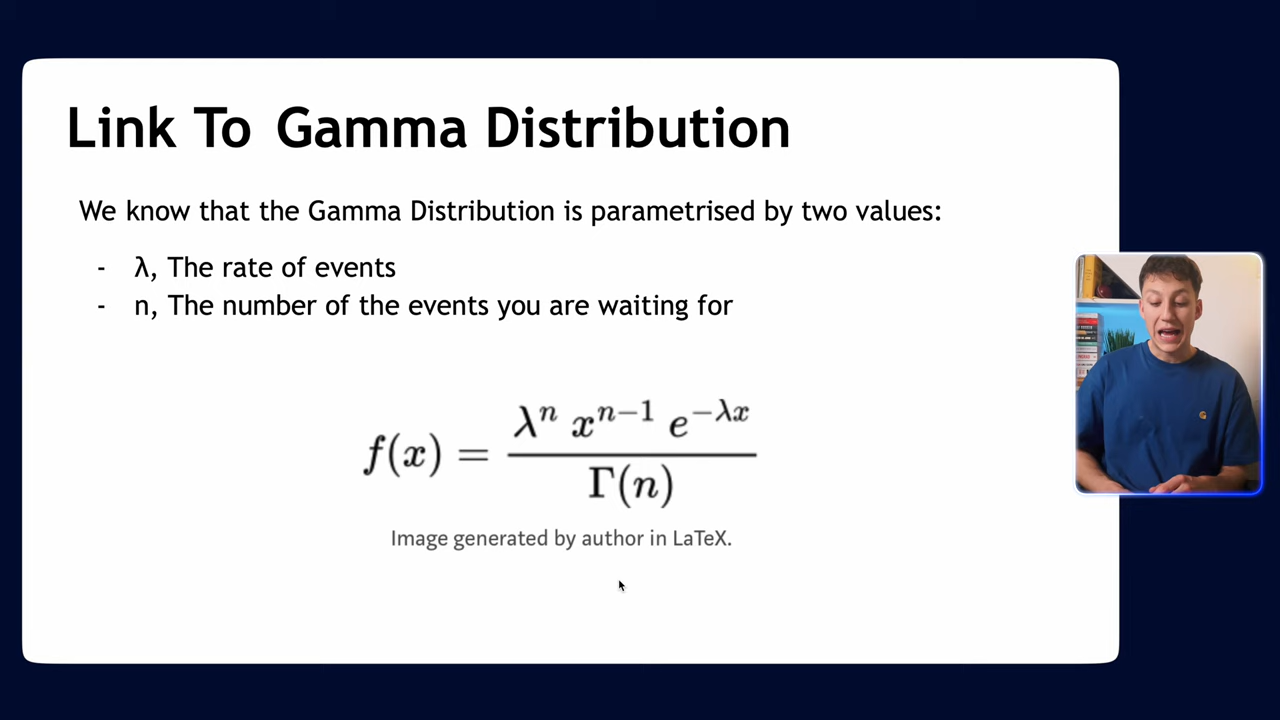 Link To Gamma Distribution
We know that the Gamma Distribution is parametrised by two values:
- λ, The rate of events
- n, The number of the events you are waiting for
f(x) = \frac{λ^n x^{n−1} e^{−λx}}{Γ(n)}
Image generated by author in LaTeX.